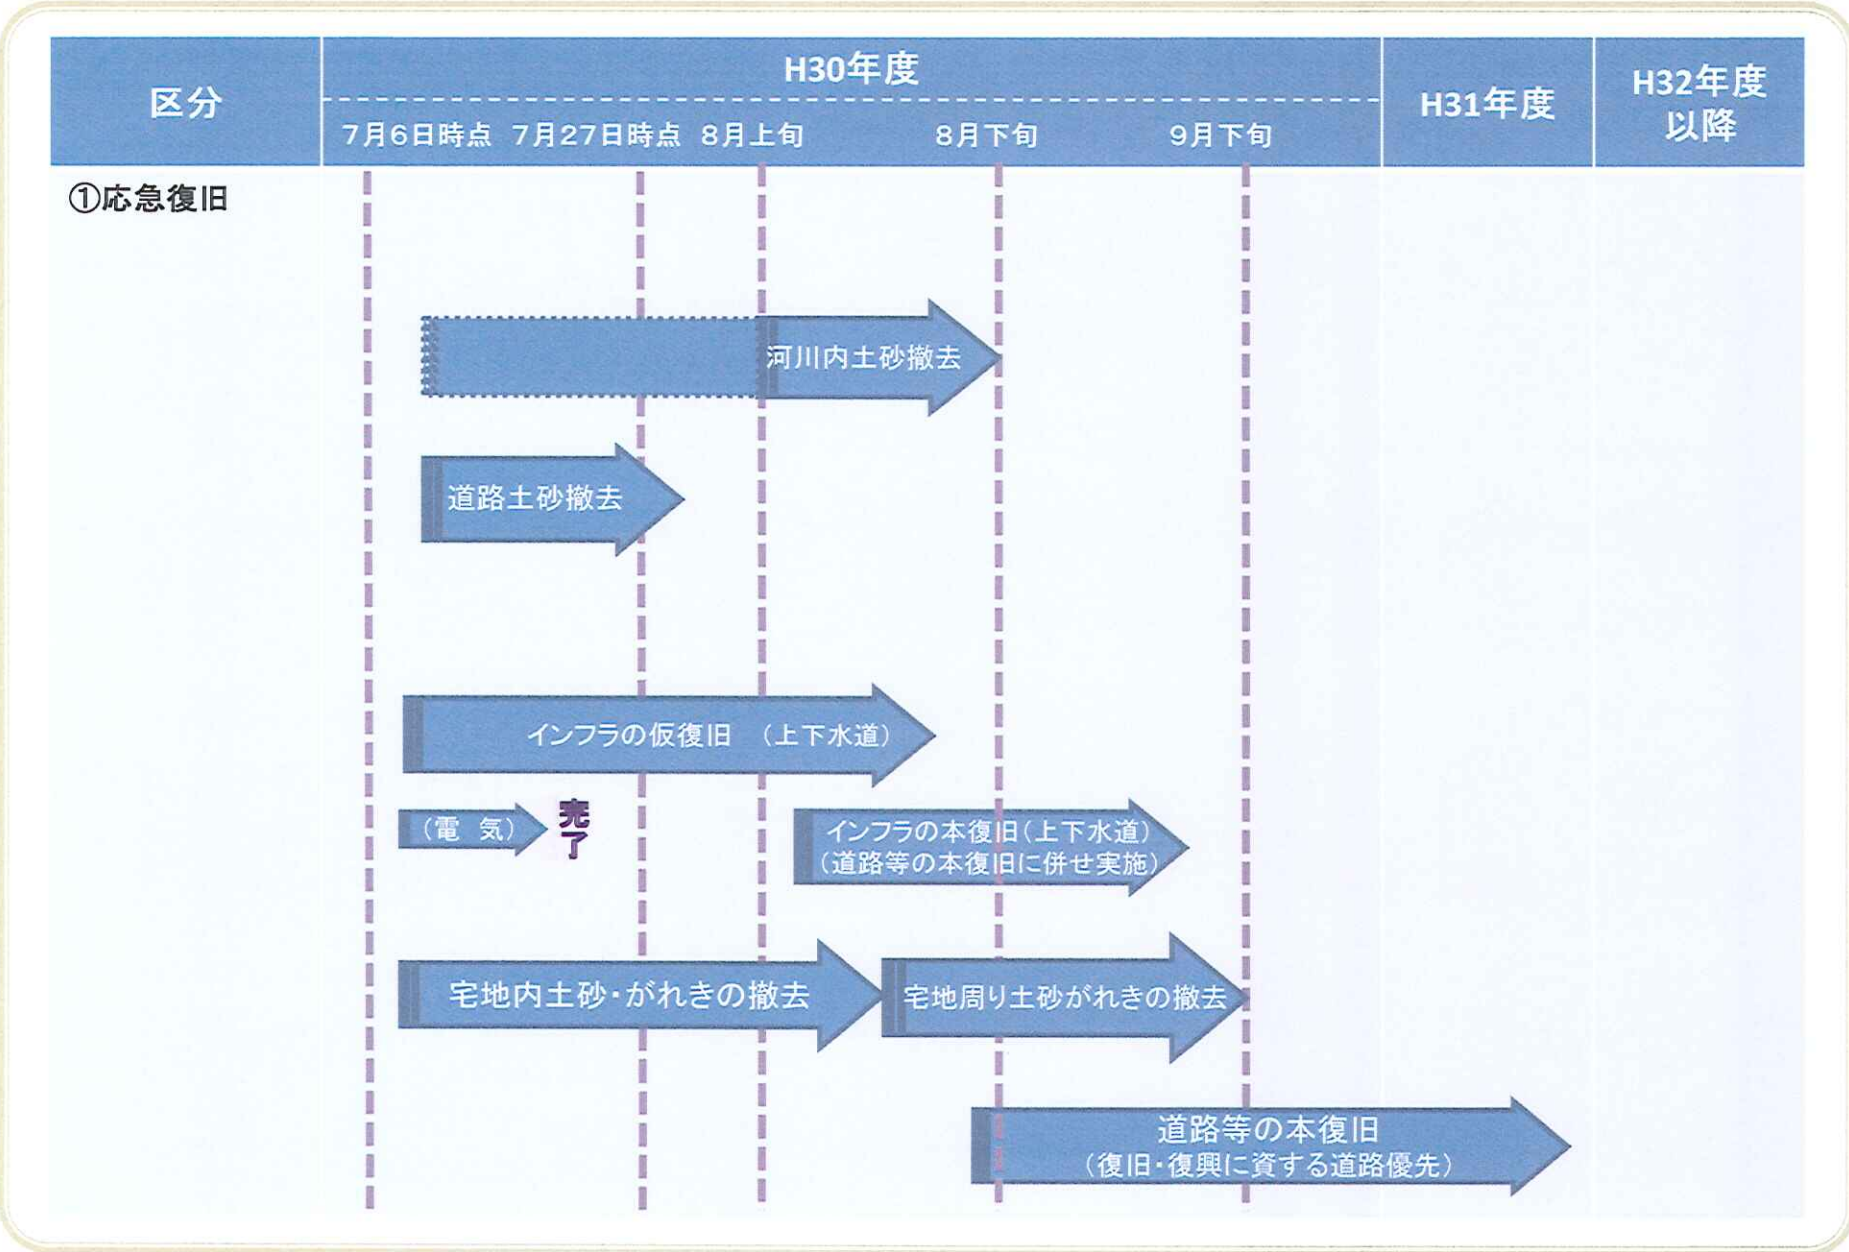 区分
H30年度
7月6日時点 7月27日時点 8月上旬 8月下旬 9月下旬
H31年度
H32年度
以降
①応急復旧
河川内土砂撤去
道路土砂撤去
インフラの仮復旧 （上下水道）
（電 気）
完
了
インフラの本復旧（上下水道）
（道路等の本復旧に併せ実施）
宅地内土砂・がれきの撤去
宅地周り土砂がれきの撤去
道路等の本復旧
（復旧・復興に資する道路優先）